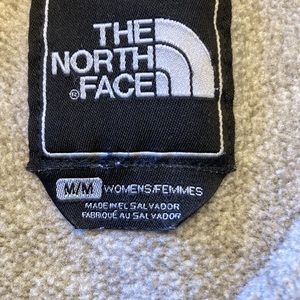 THE
NORTH
FACE®
M/M WOMENS/FEMMES
MADE IN EL SALVADOR
FABRIQUÉ AU SALVADOR